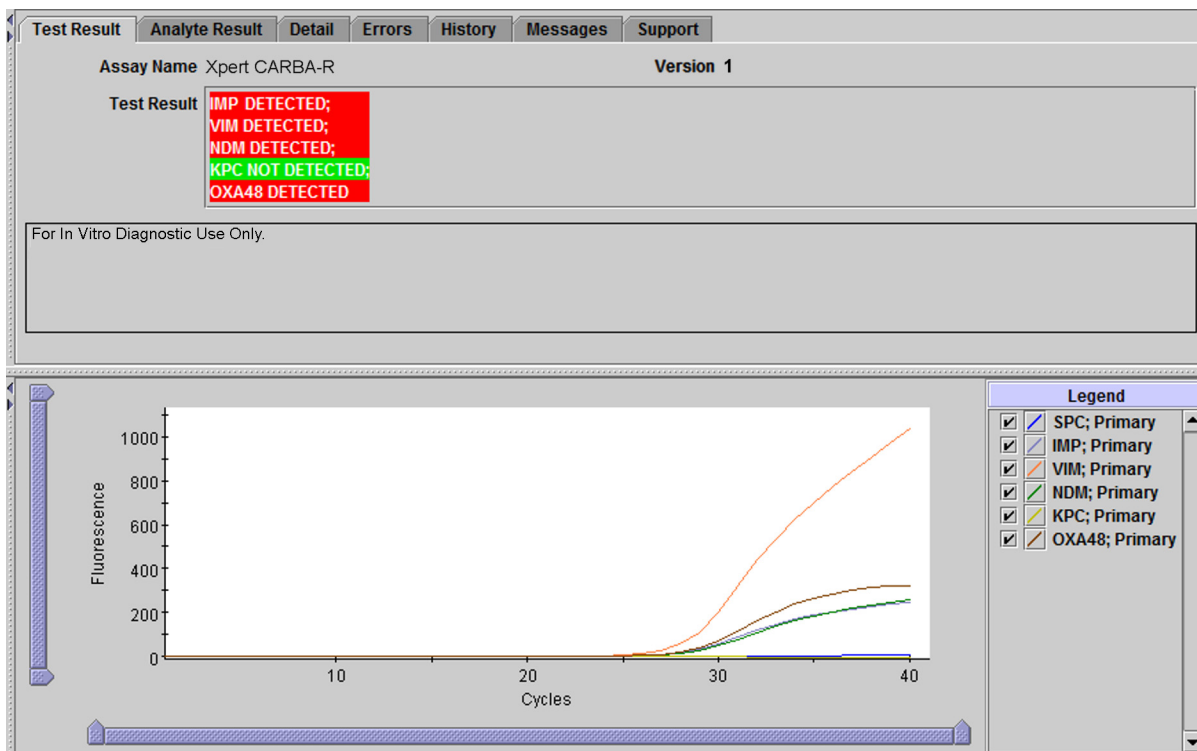 Test Result Analyte Result Detail Errors History Messages Support
Assay Name Xpert CARBA-R Version 1
Test Result IMP DETECTED;
VIM DETECTED;
NDM DETECTED;
KPC NOT DETECTED;
OXA48 DETECTED
For In Vitro Diagnostic Use Only.
Legend
SPC; Primary
IMP; Primary
VIM; Primary
NDM; Primary
KPC; Primary
OXA48; Primary
Fluorescence
1000
800
600
400
200
0
10 20 30 40
Cycles